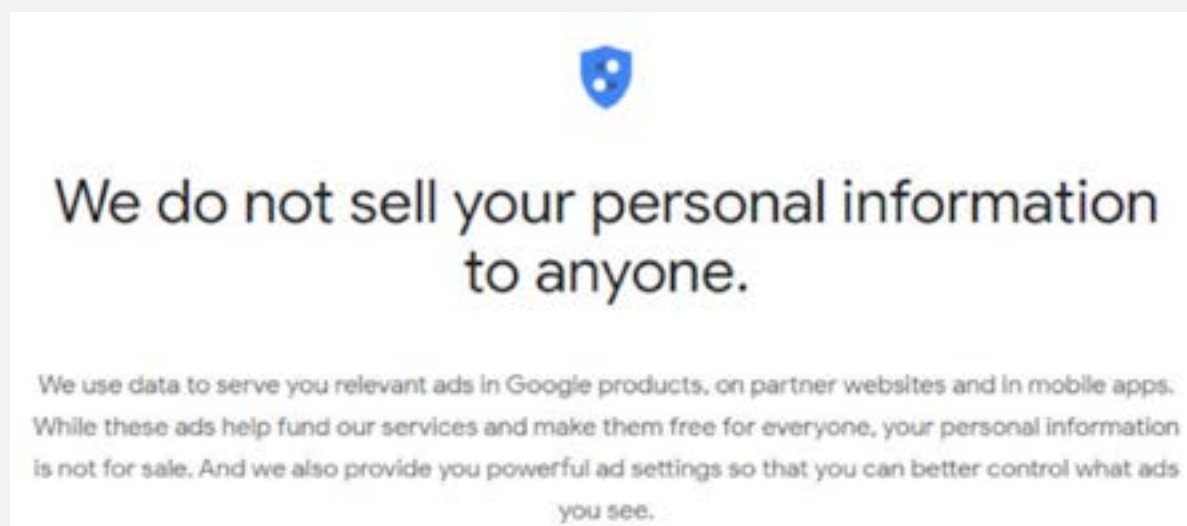 We do not sell your personal information
to anyone.
We use data to serve you relevant ads in Google products, on partner websites and in mobile apps.
While these ads help fund our services and make them free for everyone, your personal information
is not for sale. And we also provide you powerful ad settings so that you can better control what ads
you see.